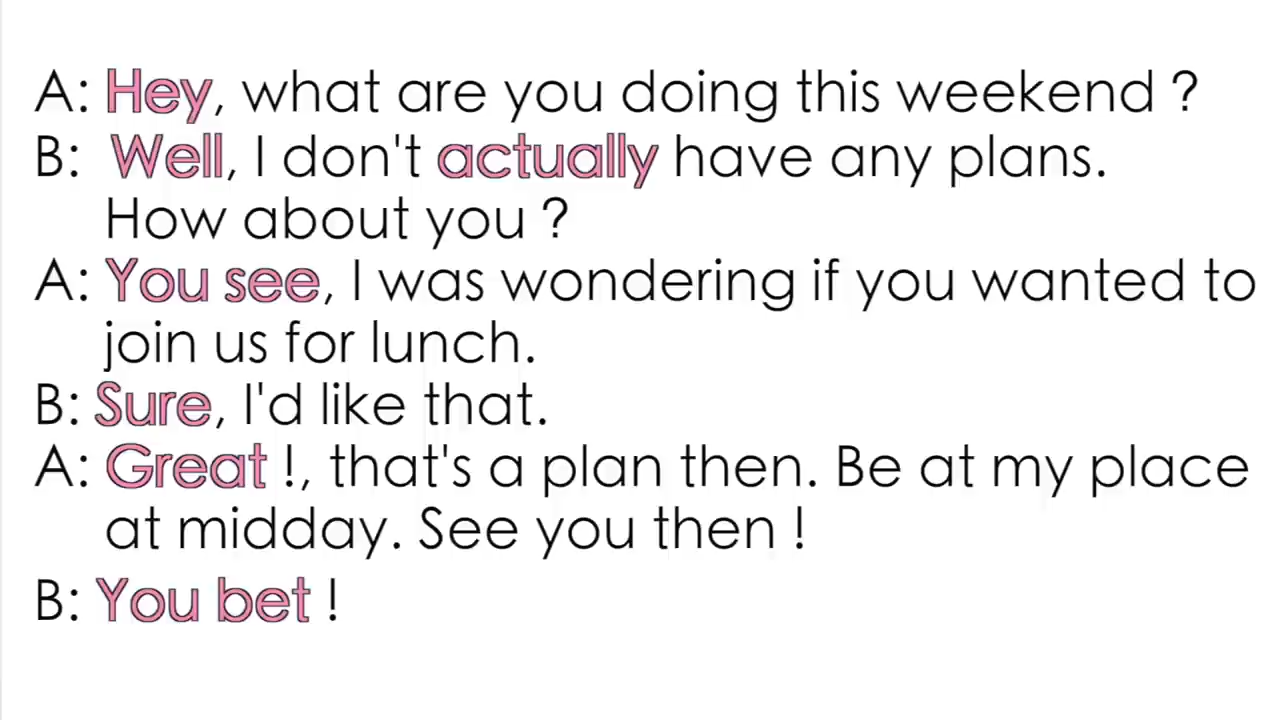 A: Hey, what are you doing this weekend ?
B: Well, I don't actually have any plans.
How about you ?
A: You see, I was wondering if you wanted to
join us for lunch.
B: Sure, I'd like that.
A: Great !, that's a plan then. Be at my place
at midday. See you then !
B: You bet !